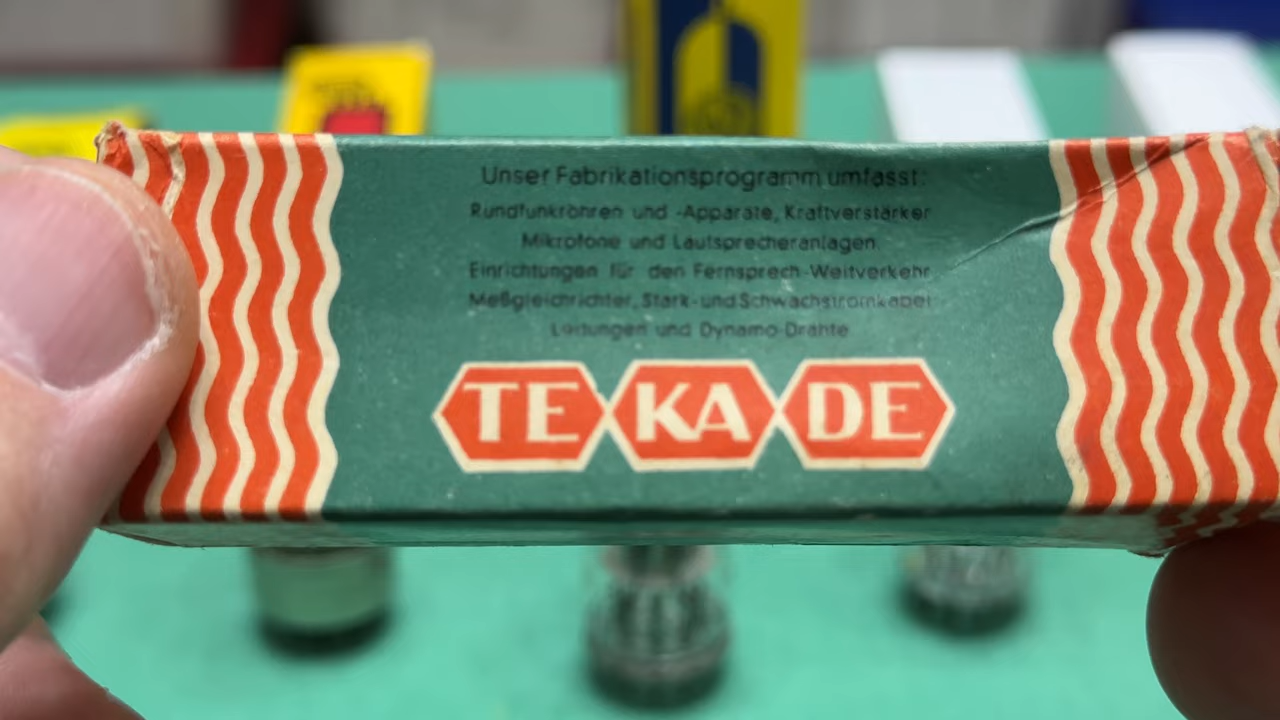 Unser Fabrikationsprogramm umfasst:
Rundfunkröhren und -Apparate, Kraftverstärker
Mikrofone und Lautsprecheranlagen
Einrichtungen für den Fernsprech-Weitverkehr
Meßgleichrichter, Stark- und Schwachstromkabel
Leitungen und Dynamo-Drähte
TE KA DE